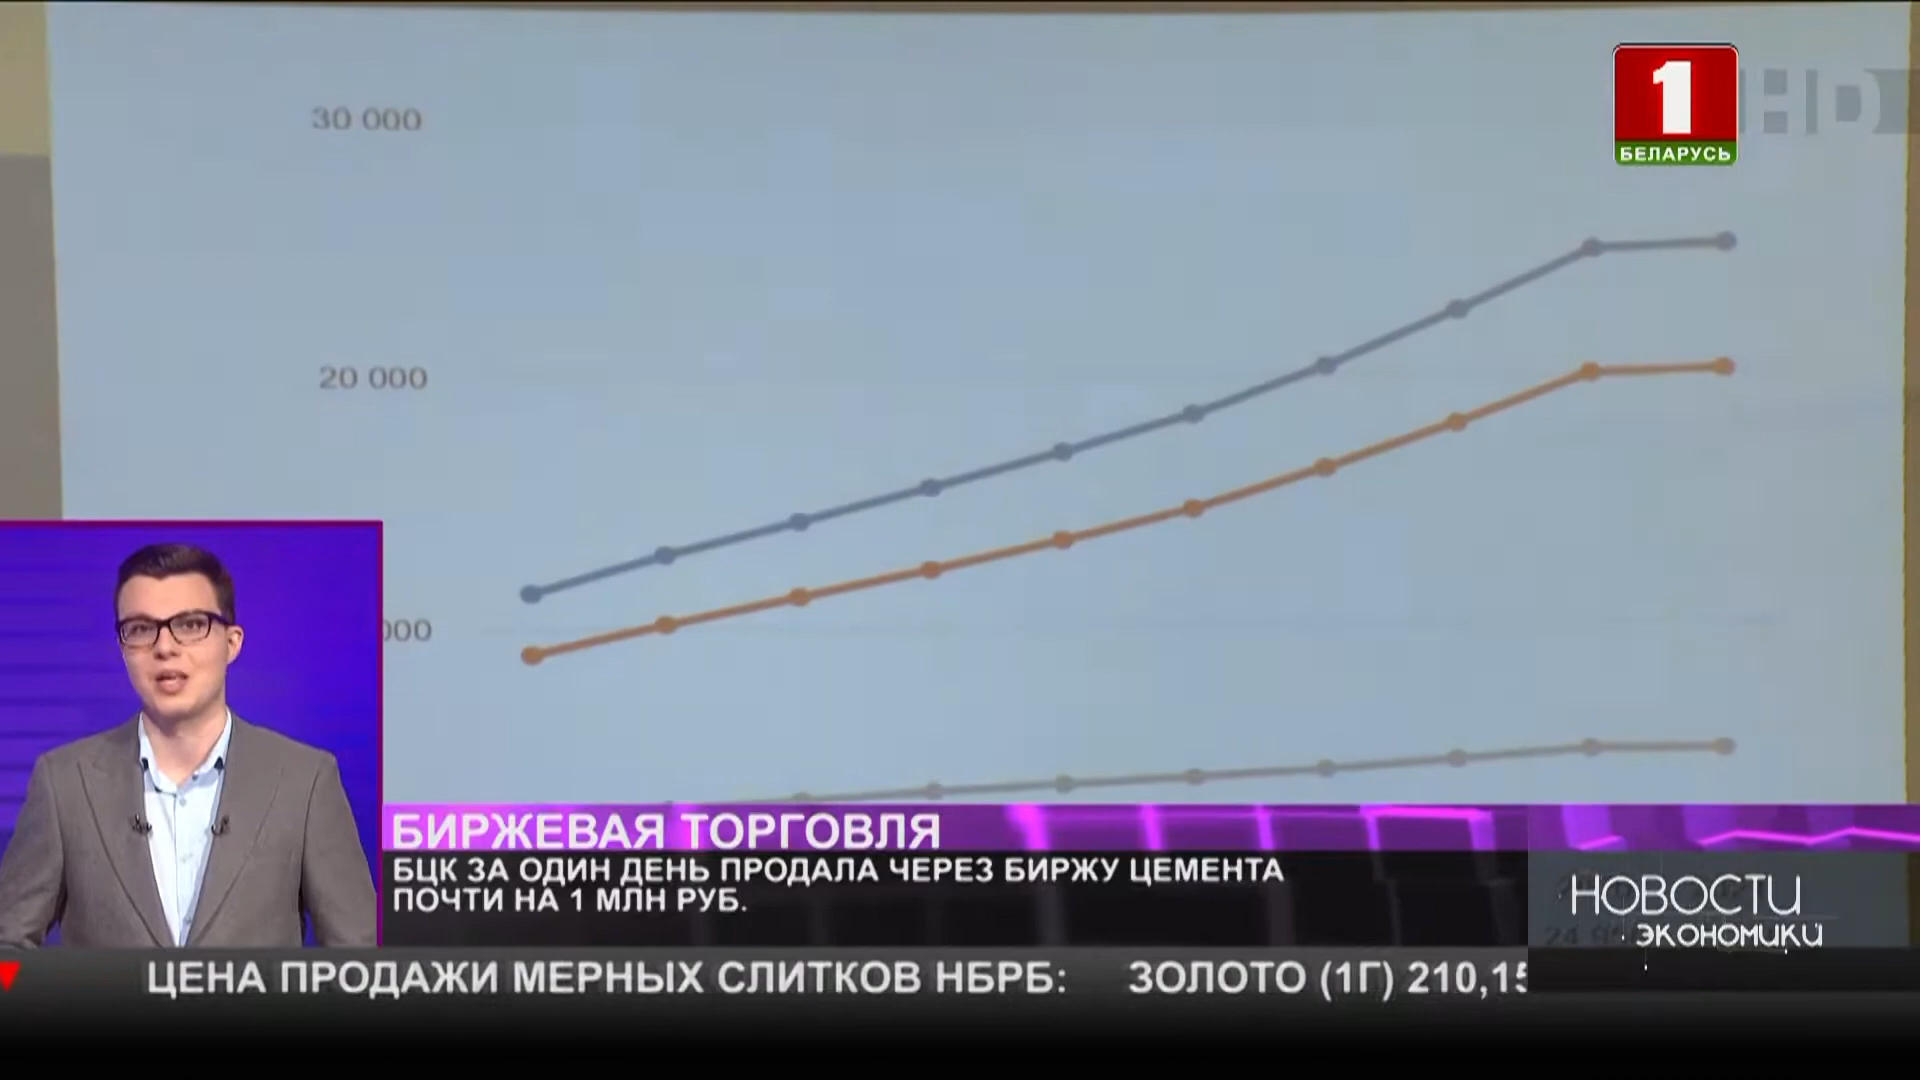 30 000
20 000
000
1
HD
БЕЛАРУСЬ
БИРЖЕВАЯ ТОРГОВЛЯ
БЦК ЗА ОДИН ДЕНЬ ПРОДАЛА ЧЕРЕЗ БИРЖУ ЦЕМЕНТА
ПОЧТИ НА 1 МЛН РУБ.
НОВОСТИ
ЭКОНОМИКИ
ЦЕНА ПРОДАЖИ МЕРНЫХ СЛИТКОВ НБРБ: ЗОЛОТО (1Г) 210,15